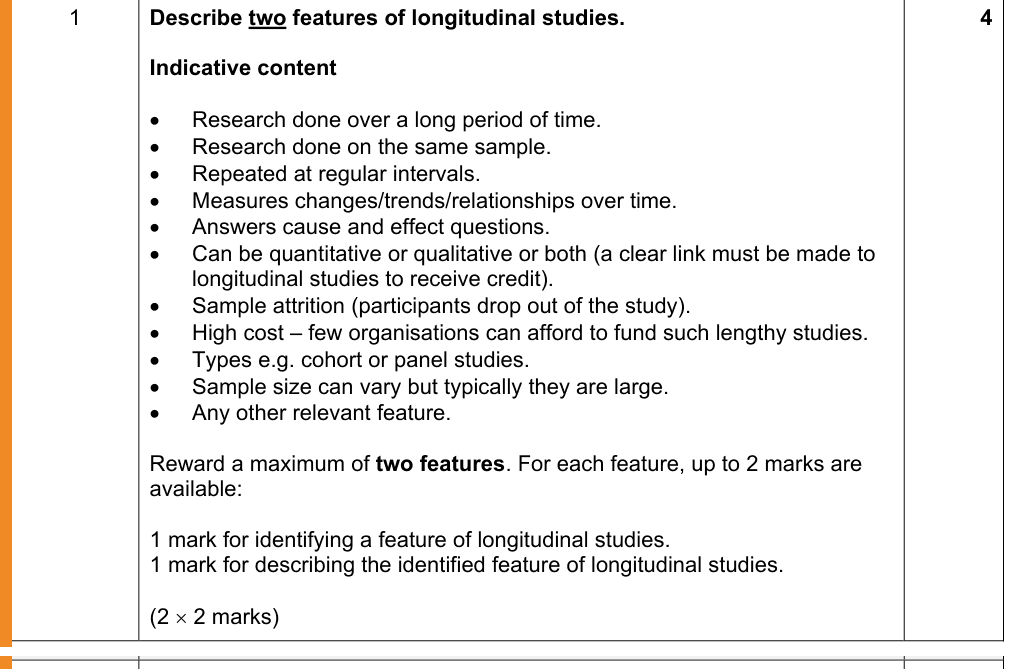 1 Describe two features of longitudinal studies. 4
Indicative content
• Research done over a long period of time.
• Research done on the same sample.
• Repeated at regular intervals.
• Measures changes/trends/relationships over time.
• Answers cause and effect questions.
• Can be quantitative or qualitative or both (a clear link must be made to
longitudinal studies to receive credit).
• Sample attrition (participants drop out of the study).
• High cost – few organisations can afford to fund such lengthy studies.
• Types e.g. cohort or panel studies.
• Sample size can vary but typically they are large.
• Any other relevant feature.
Reward a maximum of two features. For each feature, up to 2 marks are
available:
1 mark for identifying a feature of longitudinal studies.
1 mark for describing the identified feature of longitudinal studies.
(2 × 2 marks)